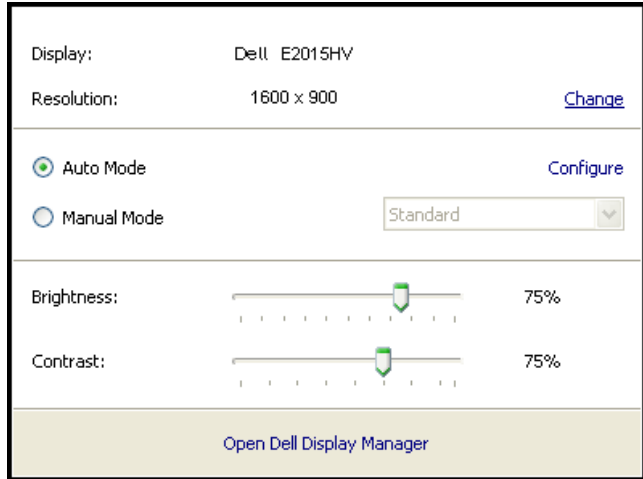 Display: Dell E2015HV
Resolution: 1600 x 900 Change
Auto Mode Configure
Manual Mode Standard
Brightness: 75%
Contrast: 75%
Open Dell Display Manager